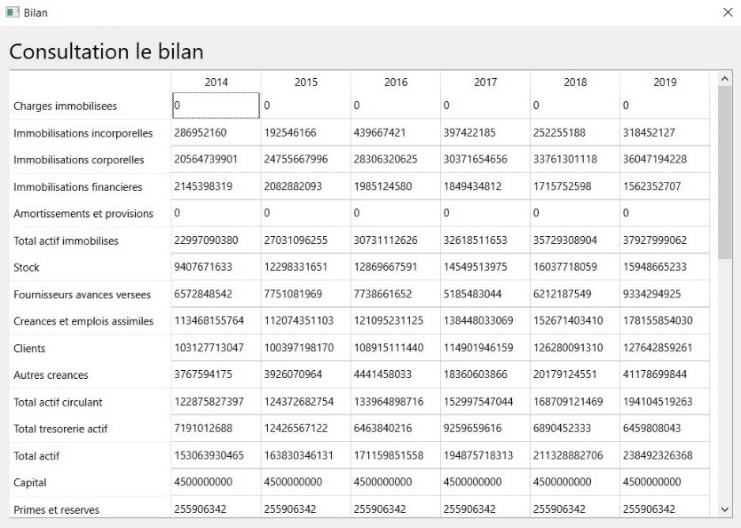 Bilan
Consultation le bilan
2014 2015 2016 2017 2018 2019
Charges immobilisees 0 0 0 0 0 0
Immobilisations incorporelles 286952160 192546166 439667421 397422185 252255188 318452127
Immobilisations corporelles 20564739901 24755667996 28306320625 30371654656 33761301118 36047194228
Immobilisations financieres 2145398319 2082882093 1985124580 1849434812 1715752598 1562352707
Amortissements et provisions 0 0 0 0 0 0
Total actif immobilises 22997090380 27031096255 30731112626 32618511653 35729308904 37927999062
Stock 9407671633 12298331651 12869667591 14549513975 16037718059 15948665233
Fournisseurs avances versees 6572848542 7751081969 7738661652 5185483044 6212187549 9334294925
Creances et emplois assimiles 113468155764 112074351103 121095231125 138448033069 152671403410 178155854030
Clients 103127713047 100397198170 108915111440 114901946159 126280091310 127642859261
Autres creances 3767594175 3926070964 4441458033 18360603866 20179124551 41178699844
Total actif circulant 122875827397 124372682754 133964898716 152997547044 168709121469 194104519263
Total tresorerie actif 7191012688 12426567122 6463840216 9259659616 6890452333 6459808043
Total actif 153063930465 163830346131 171159851558 194875718313 211328882706 238492326368
Capital 4500000000 4500000000 4500000000 4500000000 4500000000 4500000000
Primes et reserves 255906342 255906342 255906342 255906342 255906342 255906342